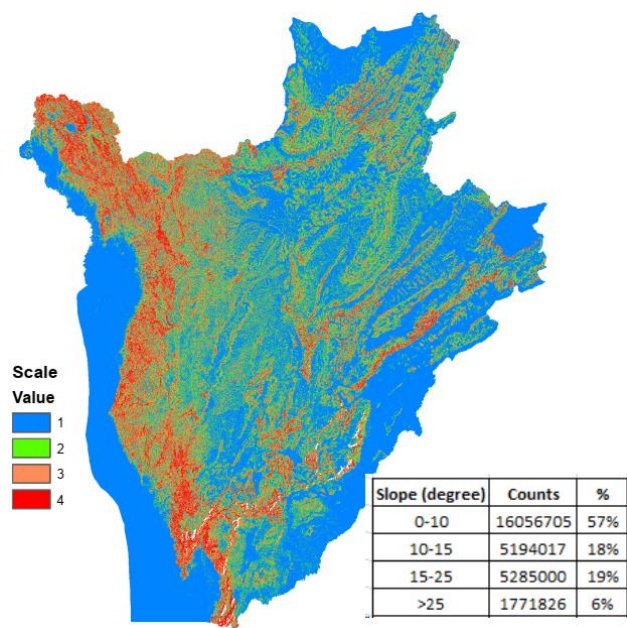 Scale
Value
1
2
3
4
Slope (degree) Counts %
0-10 16056705 57%
10-15 5194017 18%
15-25 5285000 19%
>25 1771826 6%